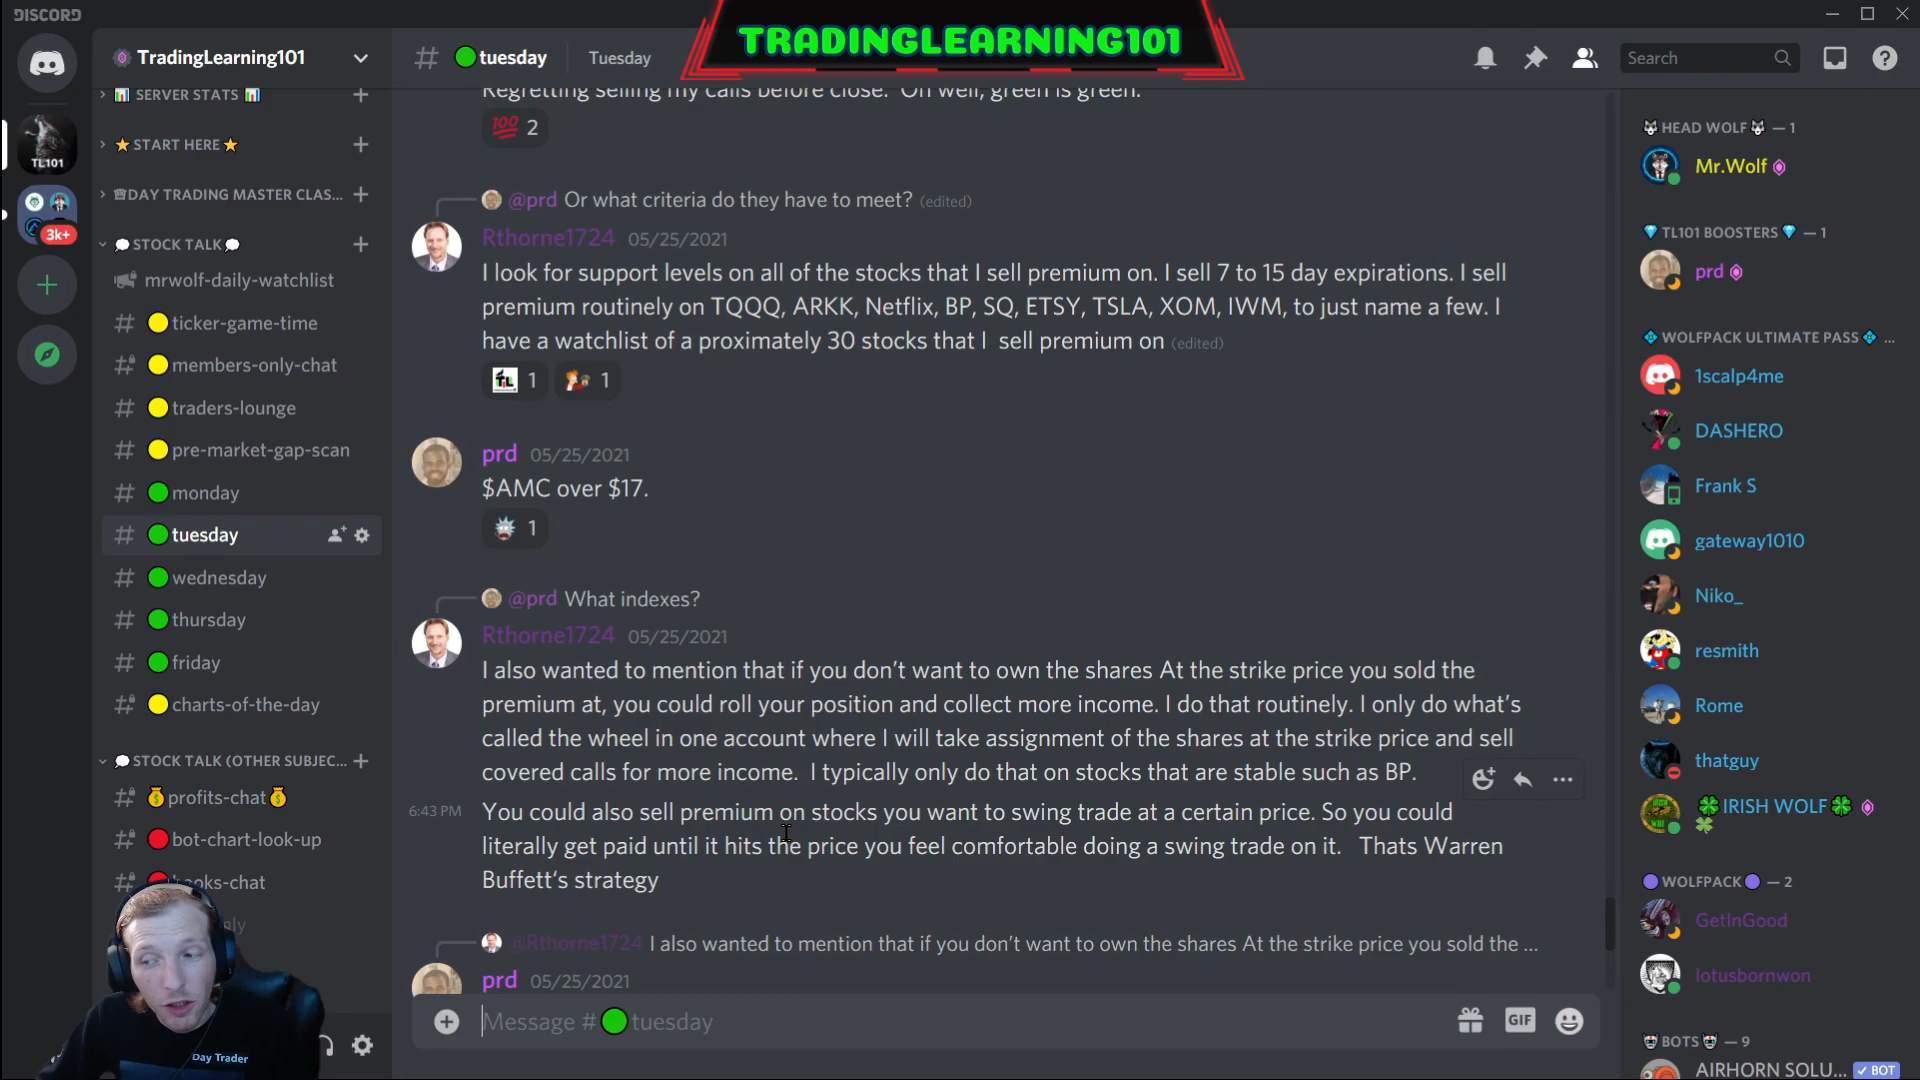 DISCORD
TRADINGLEARNING101
TradingLearning101
SERVER STATS
START HERE
DAY TRADING MASTER CLAS...
STOCK TALK
mrwolf-daily-watchlist
ticker-game-time
members-only-chat
traders-lounge
pre-market-gap-scan
monday
tuesday
wednesday
thursday
friday
charts-of-the-day
STOCK TALK (OTHER SUBJEC...
profits-chat
bot-chart-look-up
TL101
3k+
Day Trader
tuesday
Tuesday
Search
Regretting selling my calls before close. Oh well, green is green.
100 2
@prd Or what criteria do they have to meet? (edited)
Rthorne1724 05/25/2021
I look for support levels on all of the stocks that I sell premium on. I sell 7 to 15 day expirations. I sell
premium routinely on TQQQ, ARKK, Netflix, BP, SQ, ETSY, TSLA, XOM, IWM, to just name a few. I
have a watchlist of a proximately 30 stocks that I sell premium on (edited)
TL 1 1
prd 05/25/2021
$AMC over $17.
1
@prd What indexes?
Rthorne1724 05/25/2021
I also wanted to mention that if you don't want to own the shares At the strike price you sold the
premium at, you could roll your position and collect more income. I do that routinely. I only do what's
called the wheel in one account where I will take assignment of the shares at the strike price and sell
covered calls for more income. I typically only do that on stocks that are stable such as BP.
6:43 PM You could also sell premium on stocks you want to swing trade at a certain price. So you could
literally get paid until it hits the price you feel comfortable doing a swing trade on it. Thats Warren
Buffett's strategy
@Rthorne1724 I also wanted to mention that if you don't want to own the shares At the strike price you sold the ...
prd 05/25/2021
Message # tuesday
GIF
HEAD WOLF — 1
Mr.Wolf
TL101 BOOSTERS — 1
prd
WOLFPACK ULTIMATE PASS ...
1scalp4me
DASHERO
Frank S
gateway1010
Niko_
resmith
Rome
thatguy
IRISH WOLF
WOLFPACK — 2
GetInGood
lotusbornwon
BOTS — 9
AIRHORN SOLU... BOT